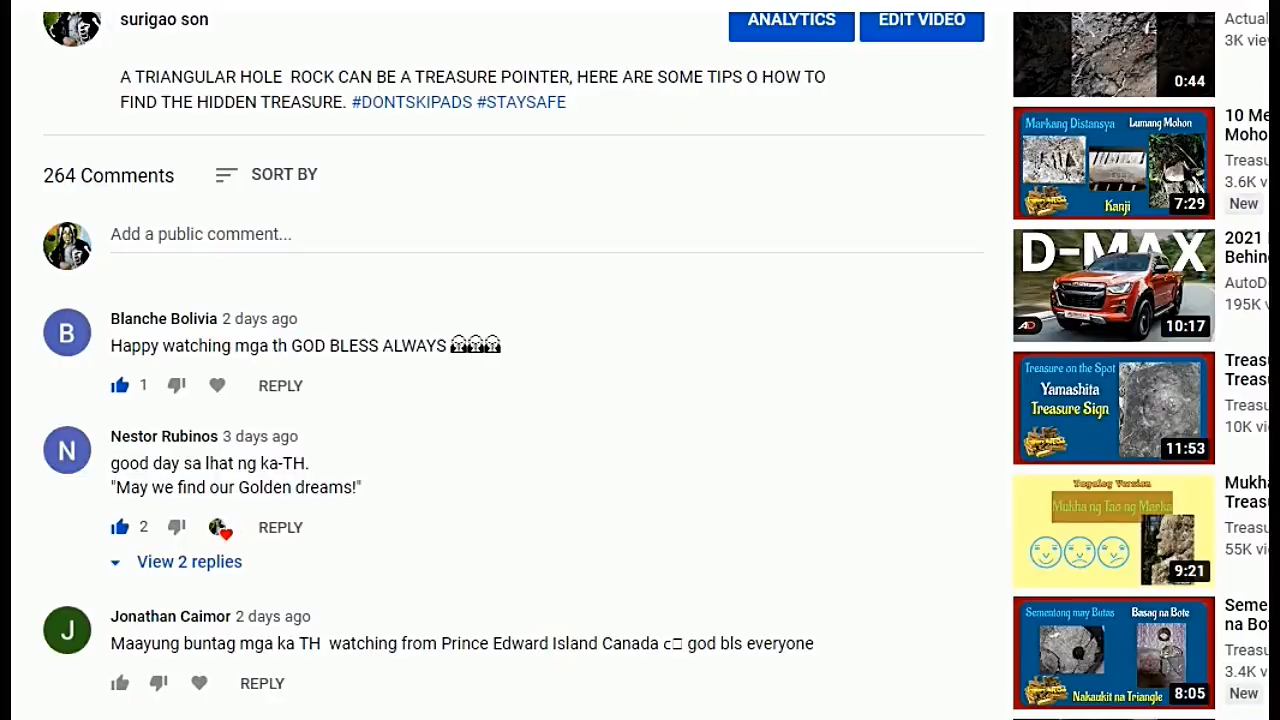 surigao son
ANALYTICS
EDIT VIDEO
A TRIANGULAR HOLE ROCK CAN BE A TREASURE POINTER, HERE ARE SOME TIPS O HOW TO
FIND THE HIDDEN TREASURE. #DONTSKIPADS #STAYSAFE
264 Comments
SORT BY
Add a public comment...
B
Blanche Bolivia 2 days ago
Happy watching mga th GOD BLESS ALWAYS
1
REPLY
N
Nestor Rubinos 3 days ago
good day sa lhat ng ka-TH.
"May we find our Golden dreams!"
2
REPLY
View 2 replies
J
Jonathan Caimor 2 days ago
Maayung buntag mga ka TH watching from Prince Edward Island Canada c god bls everyone
REPLY
0:44
Actual
3K view
Markang Distansya
Lumang Mohon
Kanji
7:29
10 Me
Moho
Treasu
3.6K v
New
D-MAX
AD
10:17
2021
Behin
AutoD
195K v
Treasure on the Spot
Yamashita
Treasure Sign
11:53
Treas
Treasu
Treasu
10K vi
Tagalog Version
Mukha ng Tao ng Marka
9:21
Mukha
Treasu
Treasu
55K vi
Sementong may Butas
Basag na Bote
Nakaukit na Triangle
8:05
Seme
na Bo
Treasu
3.4K v
New